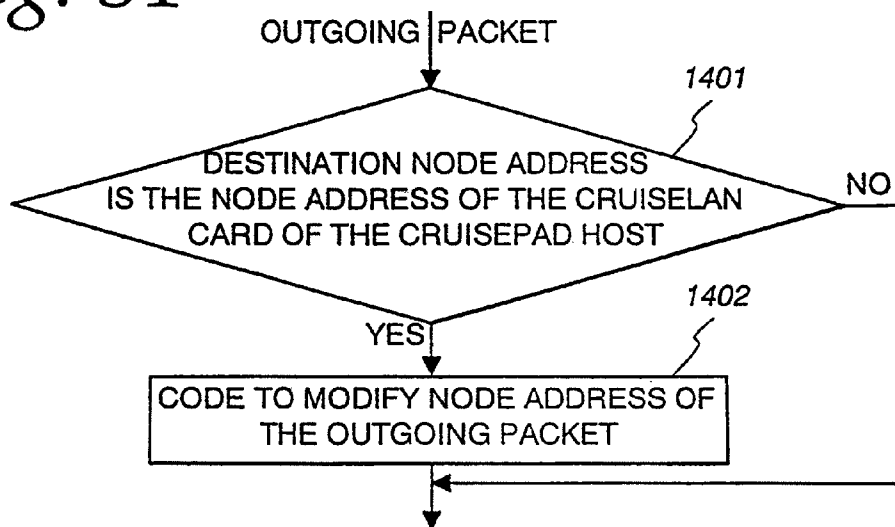 OUTGOING PACKET
1401
DESTINATION NODE ADDRESS
IS THE NODE ADDRESS OF THE CRUISELAN
CARD OF THE CRUISEPAD HOST
NO
1402
YES
CODE TO MODIFY NODE ADDRESS OF
THE OUTGOING PACKET